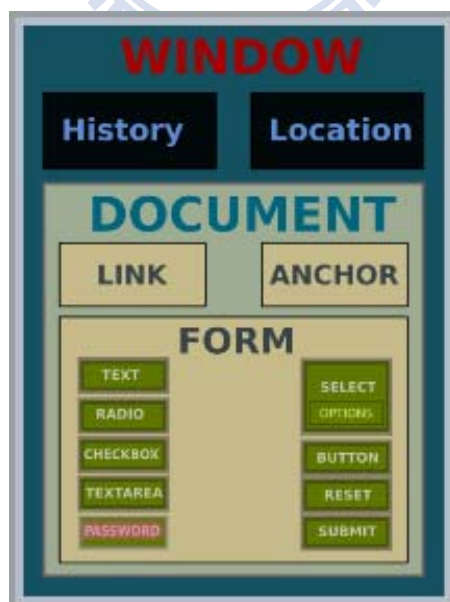 WINDOW
History Location
DOCUMENT
LINK ANCHOR
FORM
TEXT
RADIO
CHECKBOX
TEXTAREA
PASSWORD
SELECT
OPTIONS
BUTTON
RESET
SUBMIT